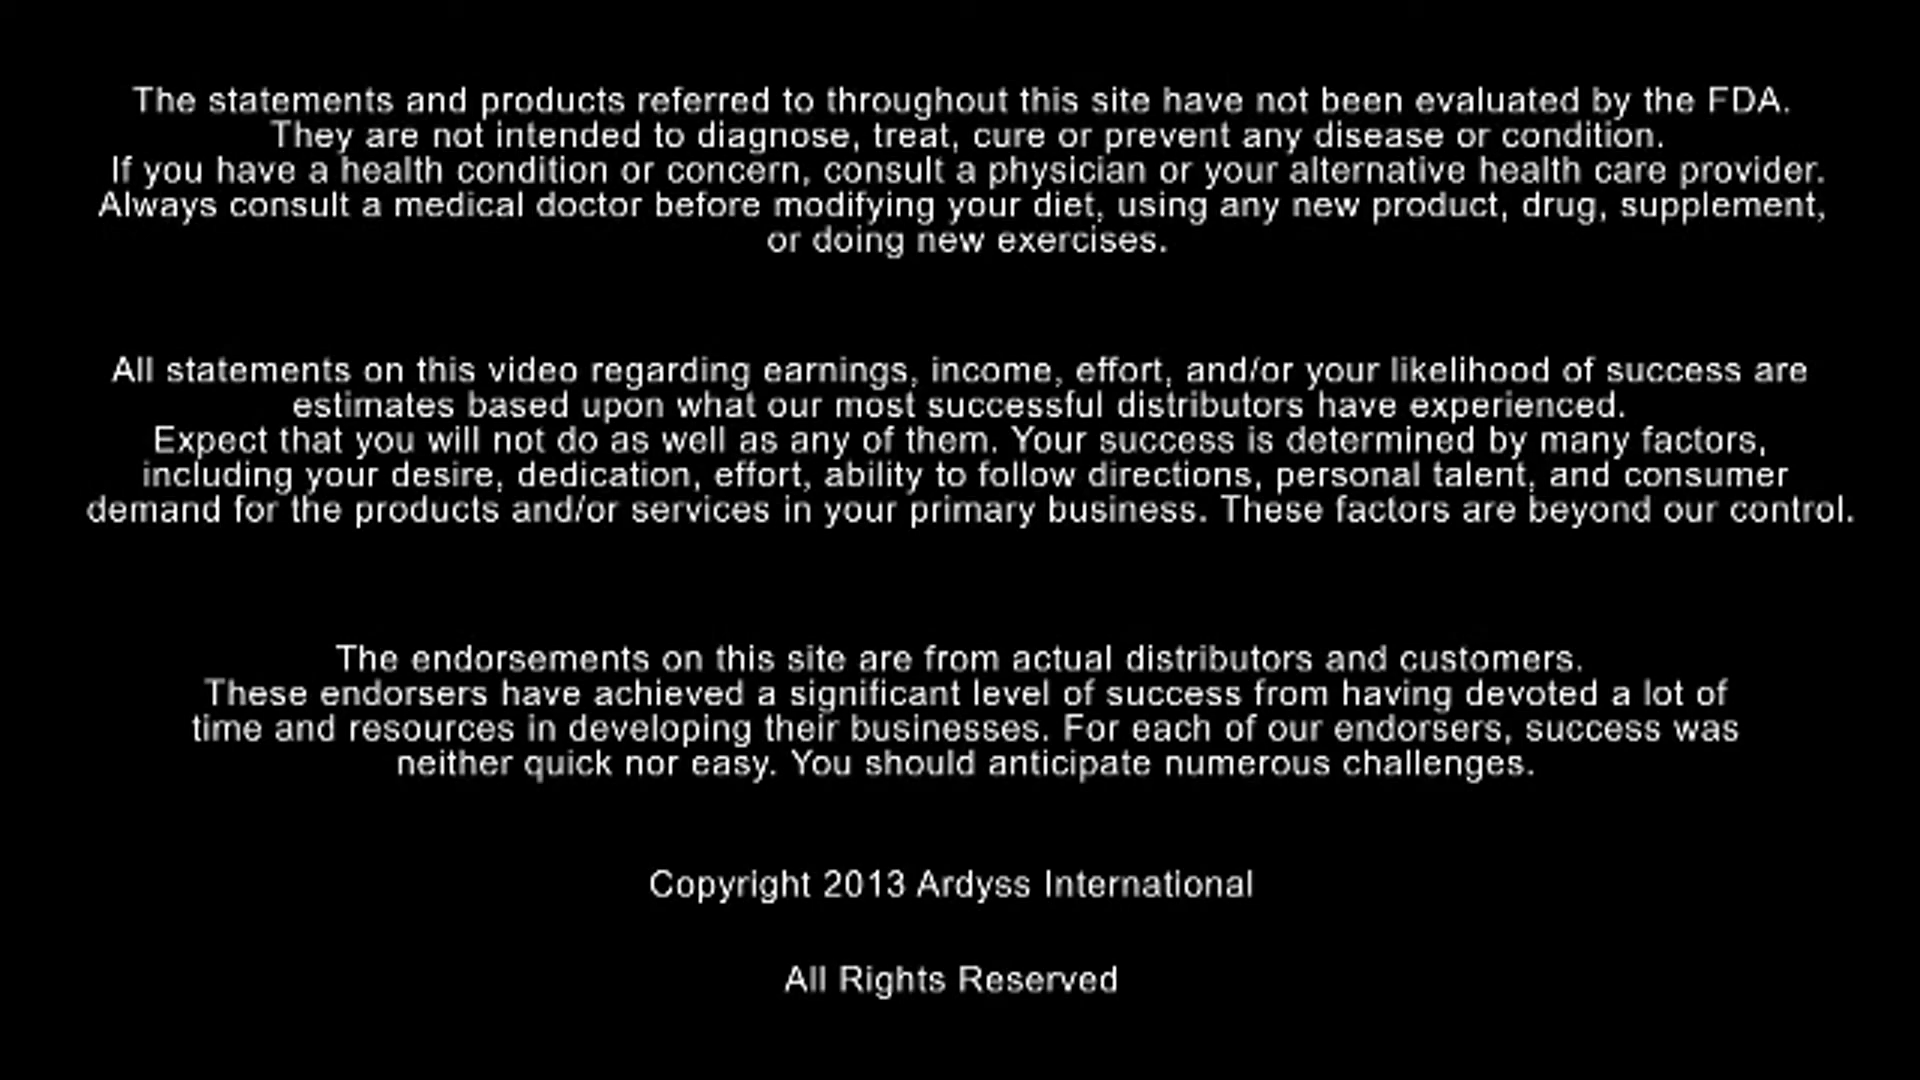 The statements and products referred to throughout this site have not been evaluated by the FDA.
They are not intended to diagnose, treat, cure or prevent any disease or condition.
If you have a health condition or concern, consult a physician or your alternative health care provider.
Always consult a medical doctor before modifying your diet, using any new product, drug, supplement,
or doing new exercises.
All statements on this video regarding earnings, income, effort, and/or your likelihood of success are
estimates based upon what our most successful distributors have experienced.
Expect that you will not do as well as any of them. Your success is determined by many factors,
including your desire, dedication, effort, ability to follow directions, personal talent, and consumer
demand for the products and/or services in your primary business. These factors are beyond our control.
The endorsements on this site are from actual distributors and customers.
These endorsers have achieved a significant level of success from having devoted a lot of
time and resources in developing their businesses. For each of our endorsers, success was
neither quick nor easy. You should anticipate numerous challenges.
Copyright 2013 Ardyss International
All Rights Reserved